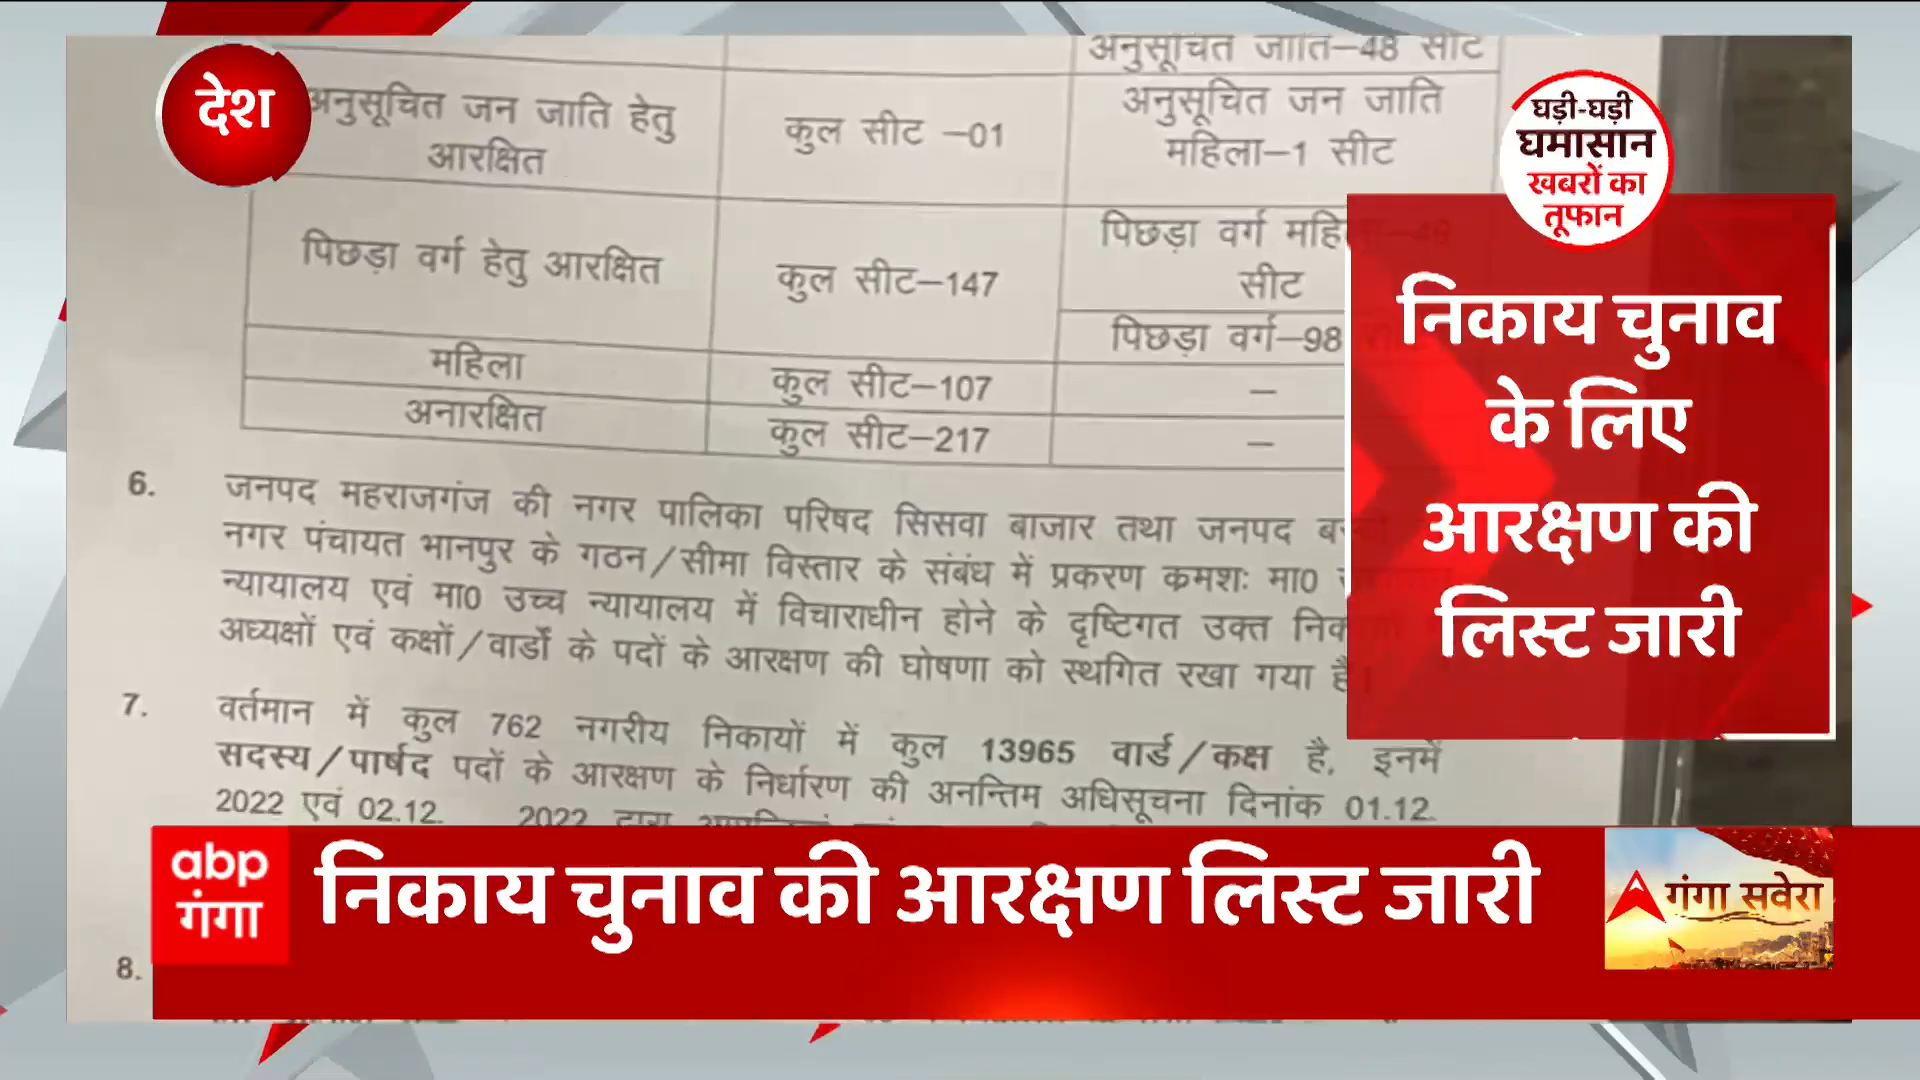 अनुसूचित जाति–48 सीट
देश
अनुसूचित जन जाति हेतु
आरक्षित
कुल सीट –01
अनुसूचित जन जाति
महिला–1 सीट
पिछड़ा वर्ग हेतु आरक्षित
कुल सीट–147
पिछड़ा वर्ग
सीट
पिछड़ा वर्ग–98
महिला
कुल सीट–107
–
अनारक्षित
कुल सीट–217
–
6. जनपद महराजगंज की नगर पालिका परिषद सिसवा बाजार तथा जनपद
नगर पंचायत भानपुर के गठन/सीमा विस्तार के संबंध में प्रकरण क्रमशः मा0
न्यायालय एवं मा0 उच्च न्यायालय में विचाराधीन होने के दृष्टिगत उक्त
अध्यक्षों एवं कक्षों/वार्डों के पदों के आरक्षण की घोषणा को स्थगित रखा गया है।
7. वर्तमान में कुल 762 नगरीय निकायों में कुल 13965 वार्ड/कक्ष है, इनमें
सदस्य/पार्षद पदों के आरक्षण के निर्धारण की अनन्तिम अधिसूचना दिनांक 01.12.
2022 एवं 02.12. 2022
8.
घड़ी-घड़ी
घमासान
खबरों का
तूफान
निकाय चुनाव
के लिए
आरक्षण की
लिस्ट जारी
abp
गंगा
निकाय चुनाव की आरक्षण लिस्ट जारी
गंगा सवेरा